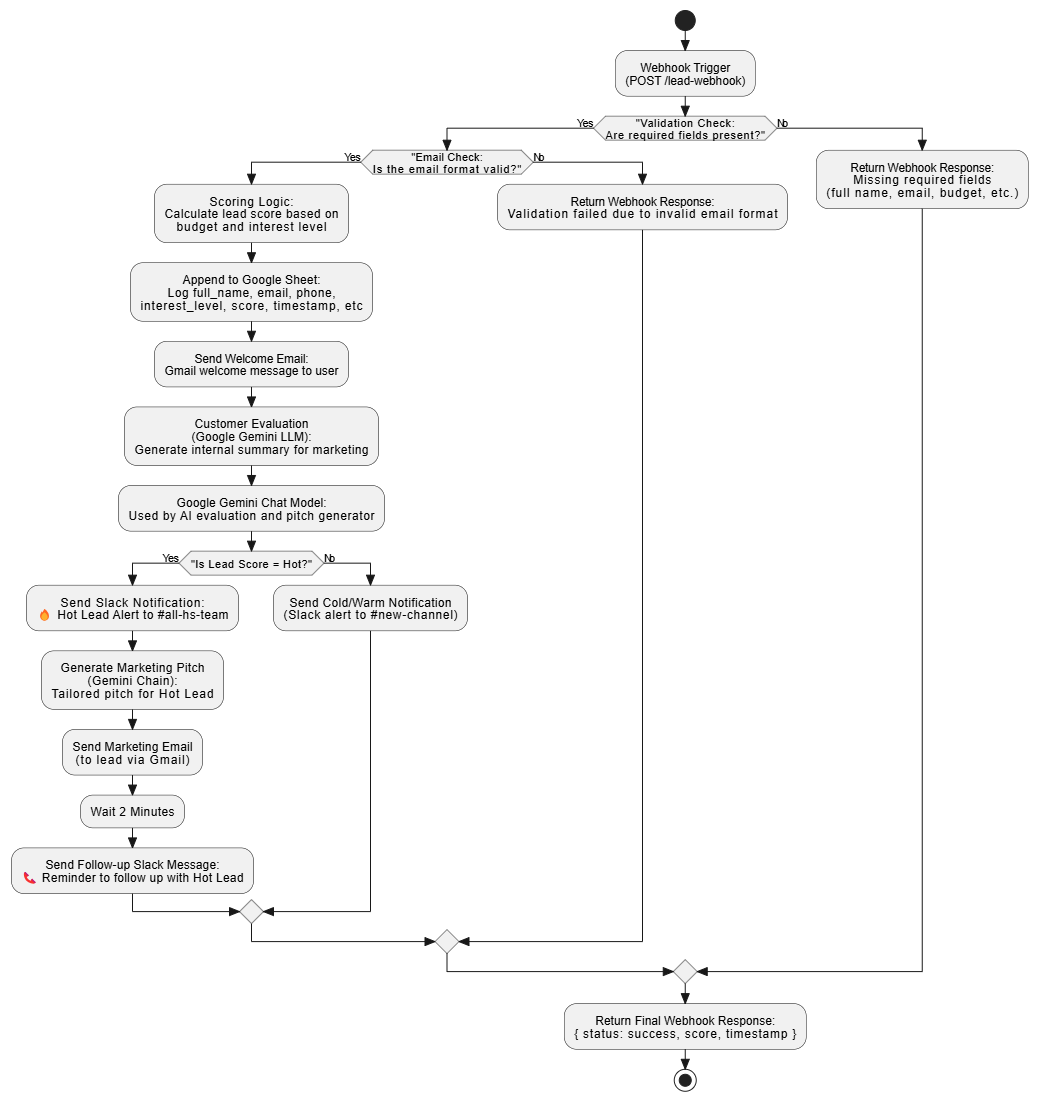 Webhook Trigger
(POST /lead-webhook)
Yes
"Validation Check:
Are required fields present?"
No
Yes
"Email Check:
Is the email format valid?"
No
Return Webhook Response:
Missing required fields
(full name, email, budget, etc.)
Scoring Logic:
Calculate lead score based on
budget and interest level
Return Webhook Response:
Validation failed due to invalid email format
Append to Google Sheet:
Log full_name, email, phone,
interest_level, score, timestamp, etc
Send Welcome Email:
Gmail welcome message to user
Customer Evaluation
(Google Gemini LLM):
Generate internal summary for marketing
Google Gemini Chat Model:
Used by AI evaluation and pitch generator
Yes
"Is Lead Score = Hot?"
No
Send Slack Notification:
🔥 Hot Lead Alert to #all-hs-team
Send Cold/Warm Notification
(Slack alert to #new-channel)
Generate Marketing Pitch
(Gemini Chain):
Tailored pitch for Hot Lead
Send Marketing Email
(to lead via Gmail)
Wait 2 Minutes
Send Follow-up Slack Message:
📞 Reminder to follow up with Hot Lead
Return Final Webhook Response:
{ status: success, score, timestamp }